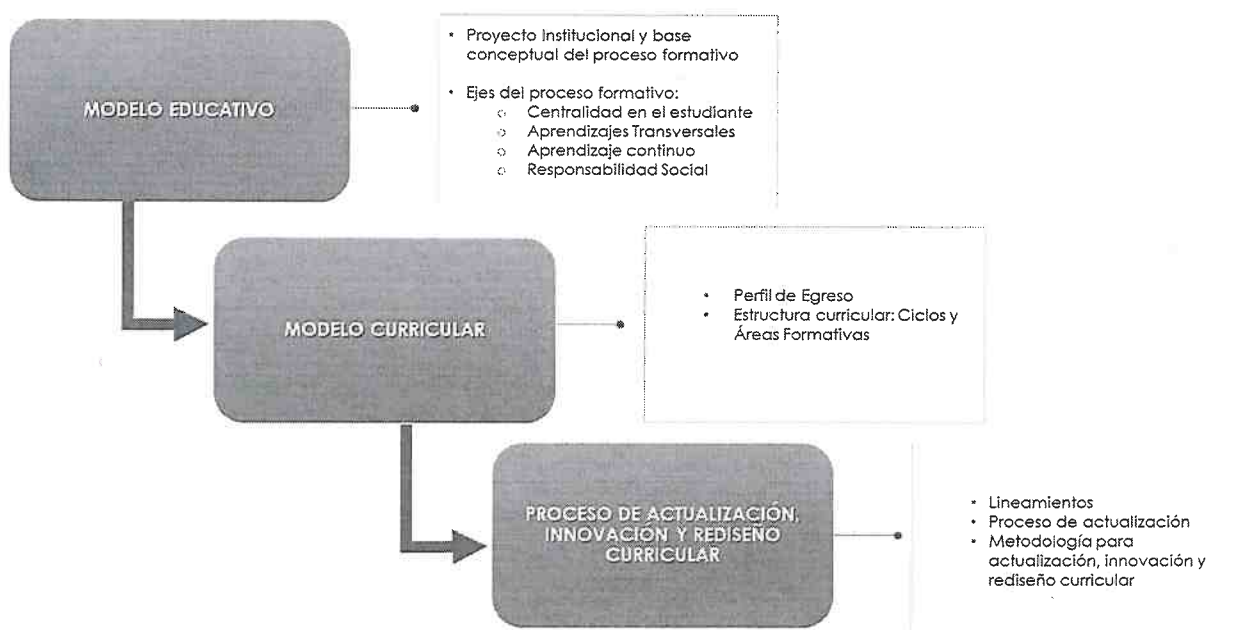 MODELO EDUCATIVO
• Proyecto Institucional y base
conceptual del proceso formativo
• Ejes del proceso formativo:
o Centralidad en el estudiante
o Aprendizajes Transversales
o Aprendizaje continuo
o Responsabilidad Social
MODELO CURRICULAR
• Perfil de Egreso
• Estructura curricular: Ciclos y
Áreas Formativas
PROCESO DE ACTUALIZACIÓN,
INNOVACIÓN Y REDISEÑO
CURRICULAR
• Lineamientos
• Proceso de actualización
• Metodología para
actualización, innovación y
rediseño curricular